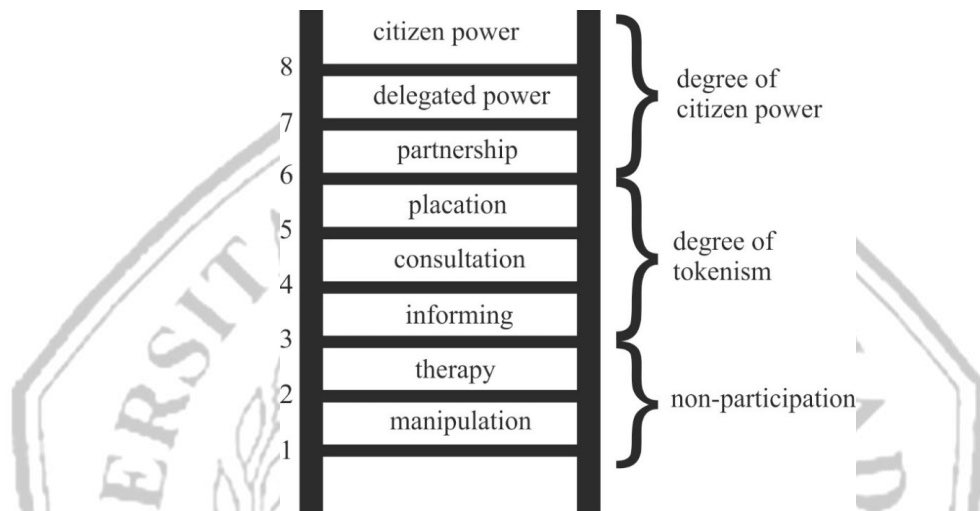 citizen power
8
delegated power
7
partnership
6
placation
5
consultation
4
informing
3
therapy
2
manipulation
1
degree of
citizen power
degree of
tokenism
non-participation